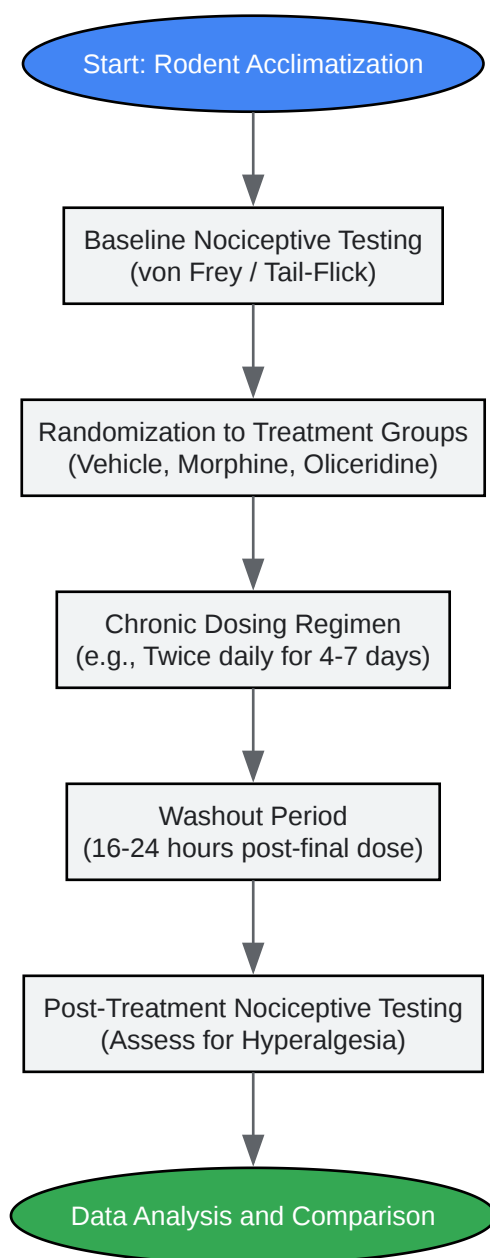 Start: Rodent Acclimatization
Baseline Nociceptive Testing
(von Frey / Tail-Flick)
Randomization to Treatment Groups
(Vehicle, Morphine, Oliceridine)
Chronic Dosing Regimen
(e.g., Twice daily for 4-7 days)
Washout Period
(16-24 hours post-final dose)
Post-Treatment Nociceptive Testing
(Assess for Hyperalgesia)
Data Analysis and Comparison